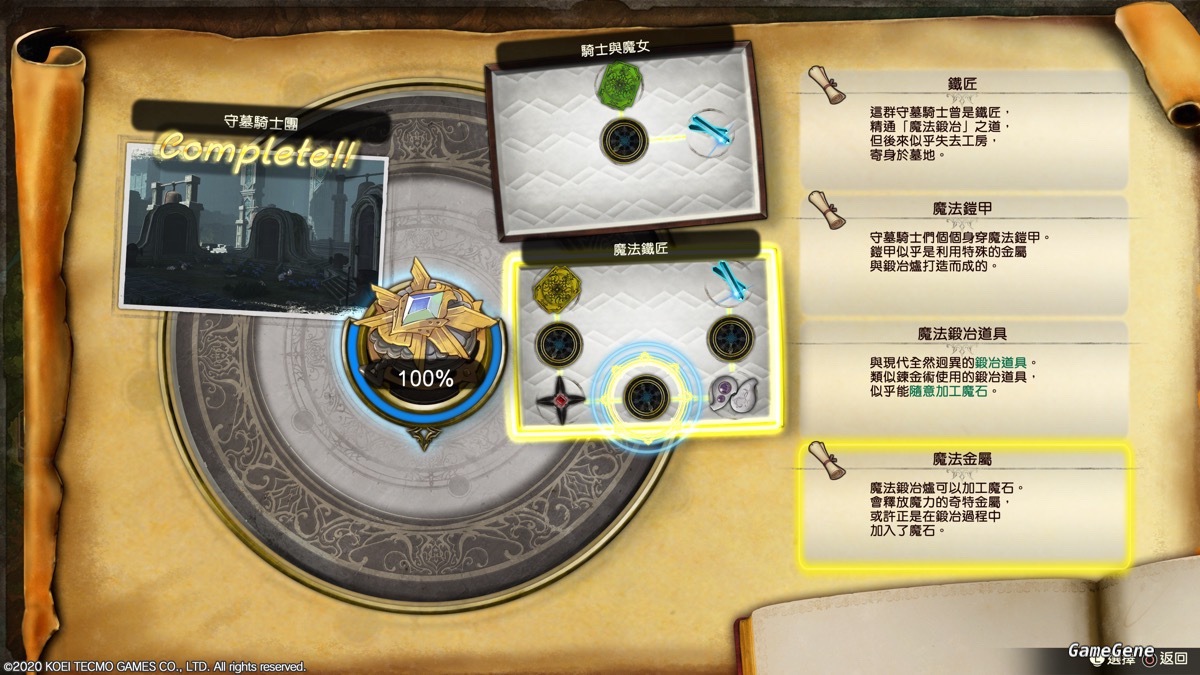 守墓騎士團
Complete!!
100%
騎士與魔女
魔法鐵匠
鐵匠
這群守墓騎士曾是鐵匠，
精通「魔法鍛冶」之道，
但後來似乎失去工房，
寄身於墓地。
魔法鎧甲
守墓騎士們個個身穿魔法鎧甲。
鎧甲似乎是利用特殊的金屬
與鍛冶爐打造而成的。
魔法鍛冶道具
與現代全然迥異的鍛冶道具。
類似鍊金術使用的鍛冶道具，
似乎能隨意加工魔石。
魔法金屬
魔法鍛冶爐可以加工魔石。
會釋放魔力的奇特金屬，
或許正是在鍛冶過程中
加入了魔石。
GameGene
L 選擇 返回
©2020 KOEI TECMO GAMES CO., LTD. All rights reserved.